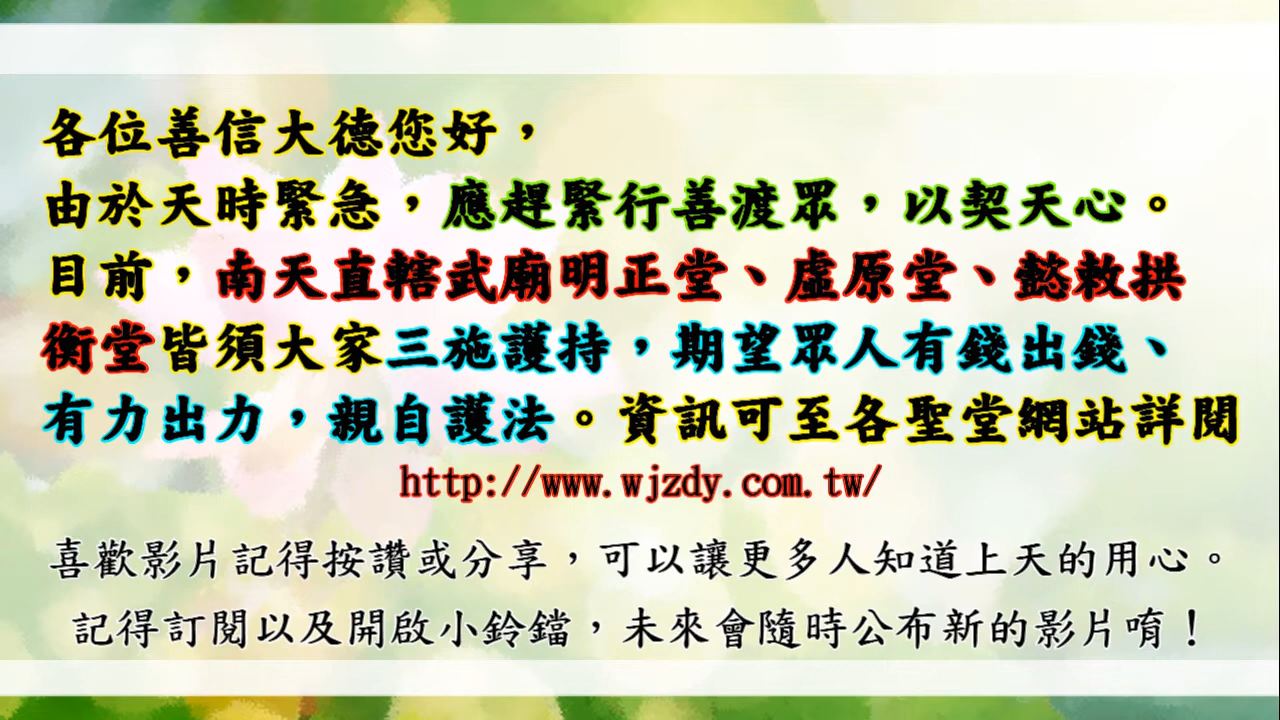 各位善信大德您好，
由於天時緊急，應趕緊行善渡眾，以契天心。
目前，南天直轄武廟明正堂、虛原堂、懿敕拱
衡堂皆須大家三施護持，期望眾人有錢出錢、
有力出力，親自護法。資訊可至各聖堂網站詳閱
http://www.wjzdy.com.tw/
喜歡影片記得按讚或分享，可以讓更多人知道上天的用心。
記得訂閱以及開啟小鈴鐺，未來會隨時公布新的影片唷！